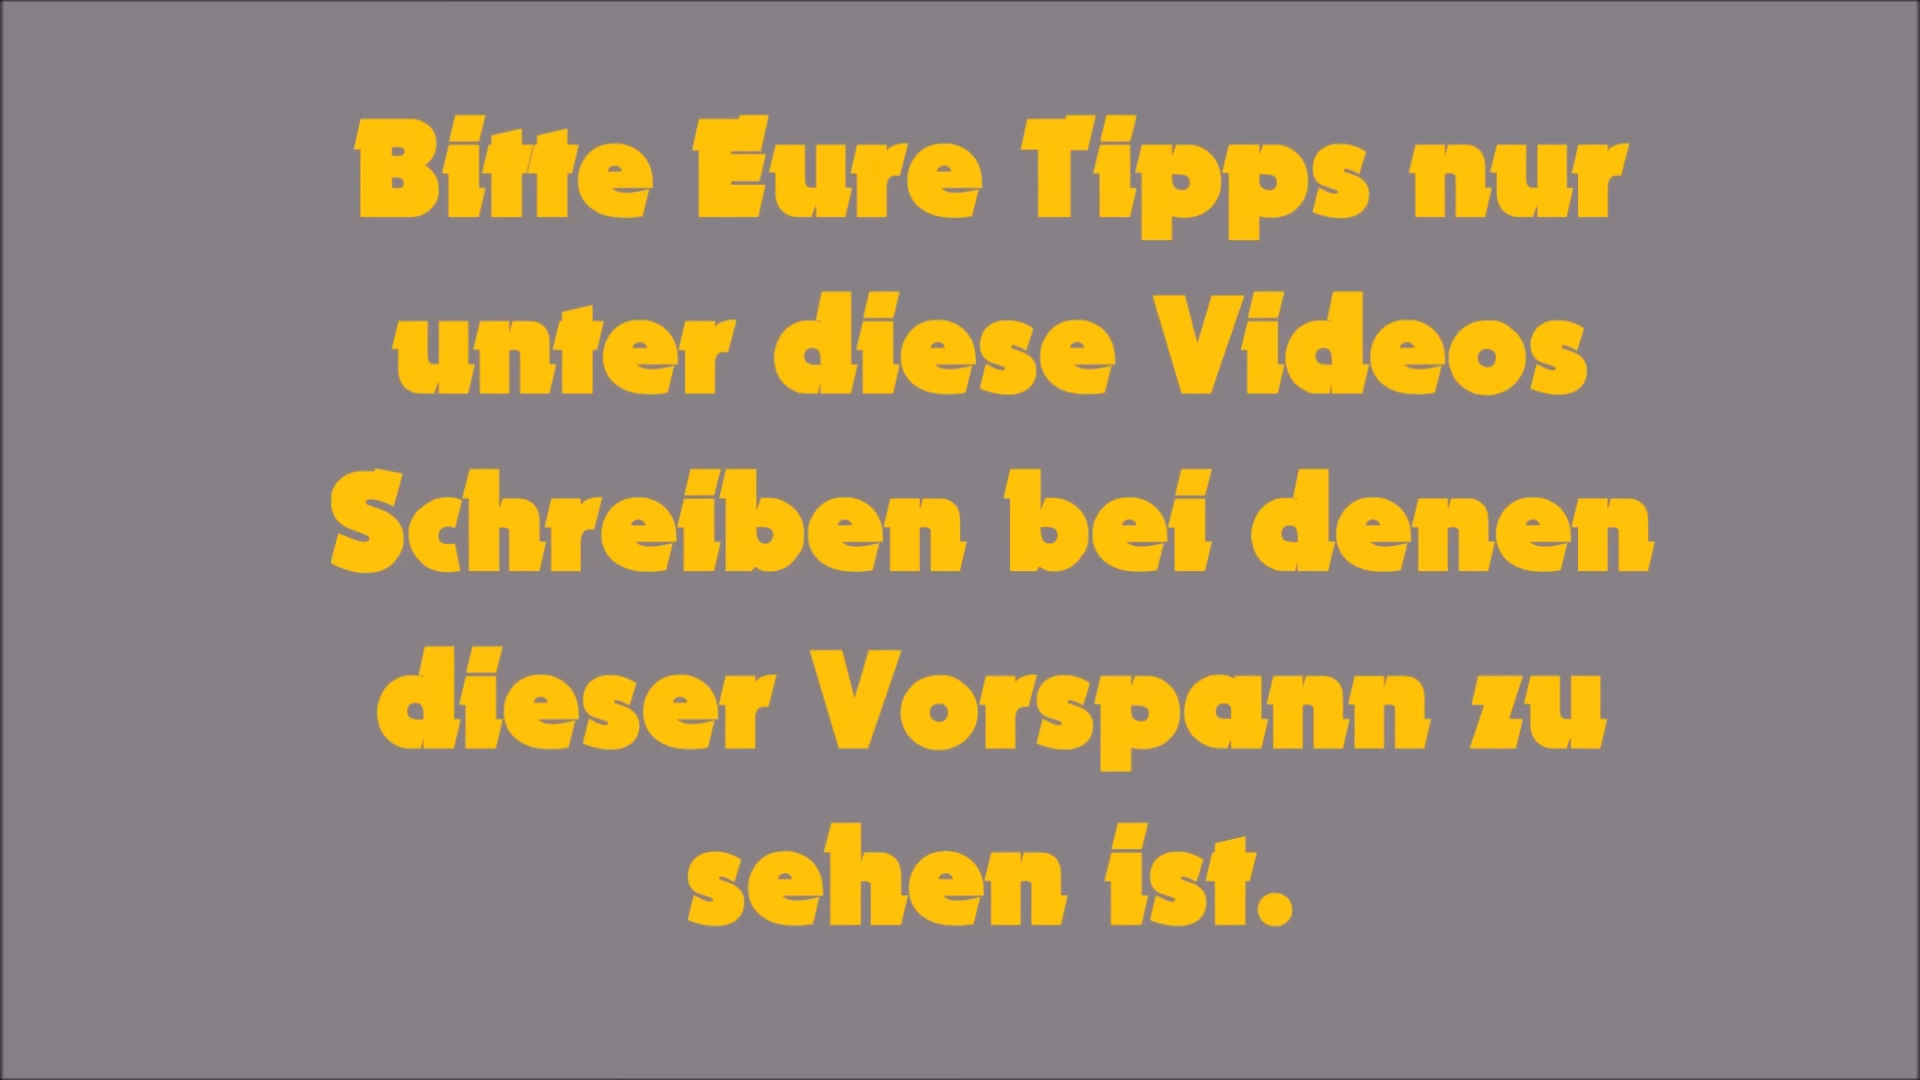 Bitte Eure Tipps nur
unter diese Videos
Schreiben bei denen
dieser Vorspann zu
sehen ist.